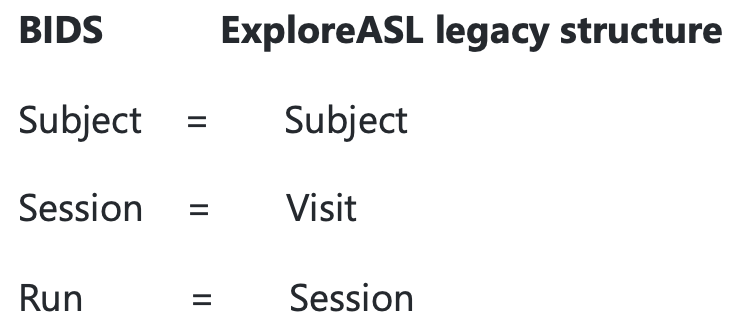 BIDS ExploreASL legacy structure
Subject = Subject
Session = Visit
Run = Session